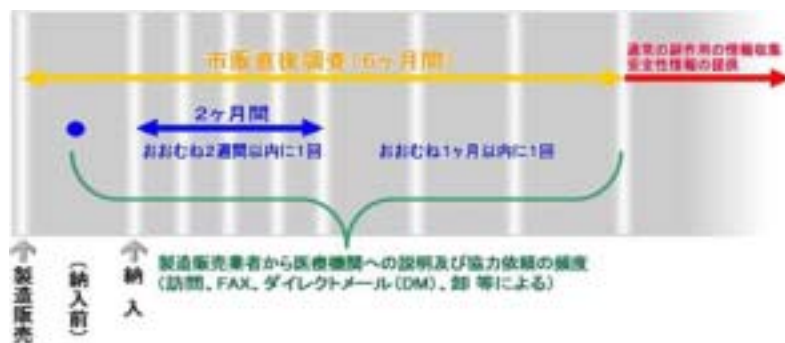 市販直後調査(6ヶ月間)
通常の副作用の情報収集
安全性情報の提供
2ヶ月間
おおむね2週間以内に1回
おおむね1ヶ月以内に1回
製造販売業者から医療機関への説明及び協力依頼の頻度
(訪問、FAX、ダイレクトメール(DM)、卸 等による)
製造販売
(納入前)
納入